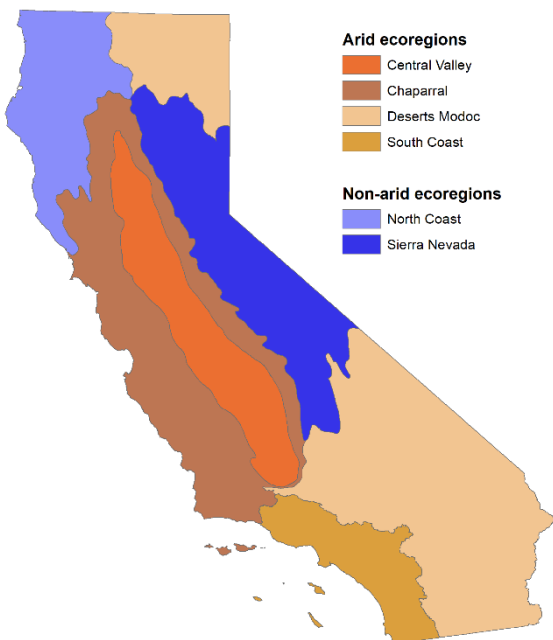 Arid ecoregions
Central Valley
Chaparral
Deserts Modoc
South Coast
Non-arid ecoregions
North Coast
Sierra Nevada